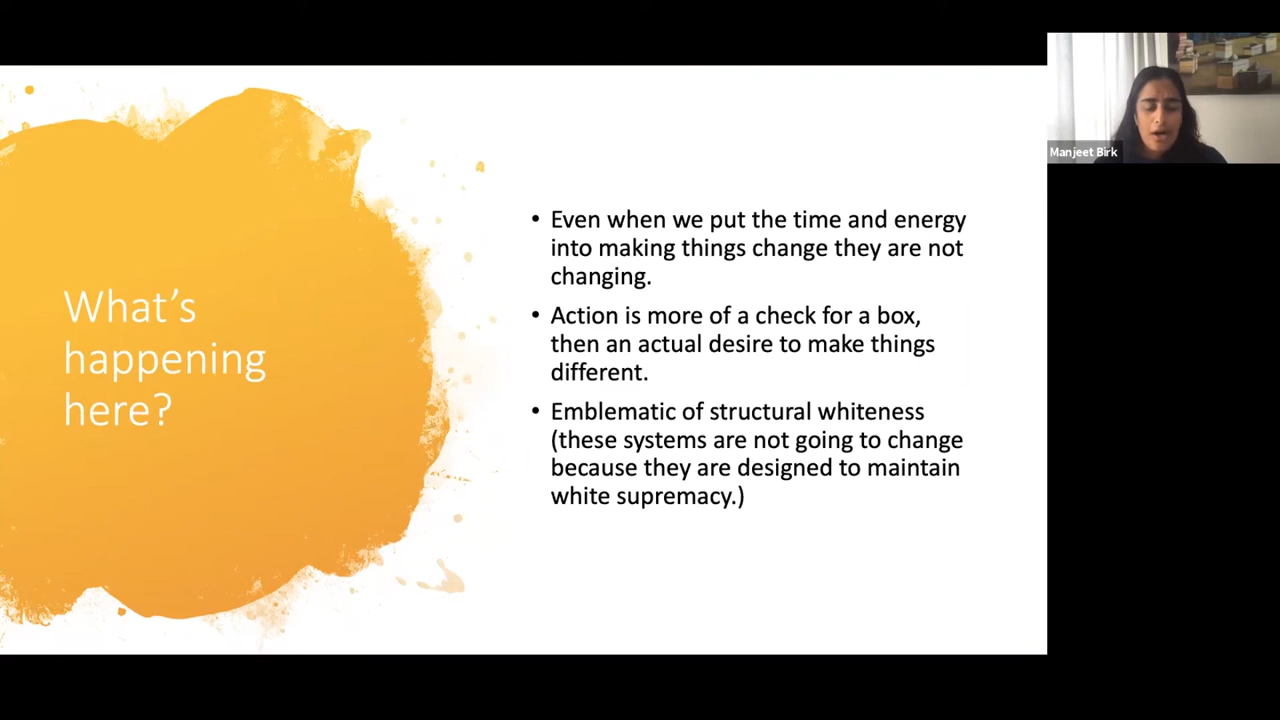 What's
happening
here?
• Even when we put the time and energy
into making things change they are not
changing.
• Action is more of a check for a box,
then an actual desire to make things
different.
• Emblematic of structural whiteness
(these systems are not going to change
because they are designed to maintain
white supremacy.)
Manjeet Birk